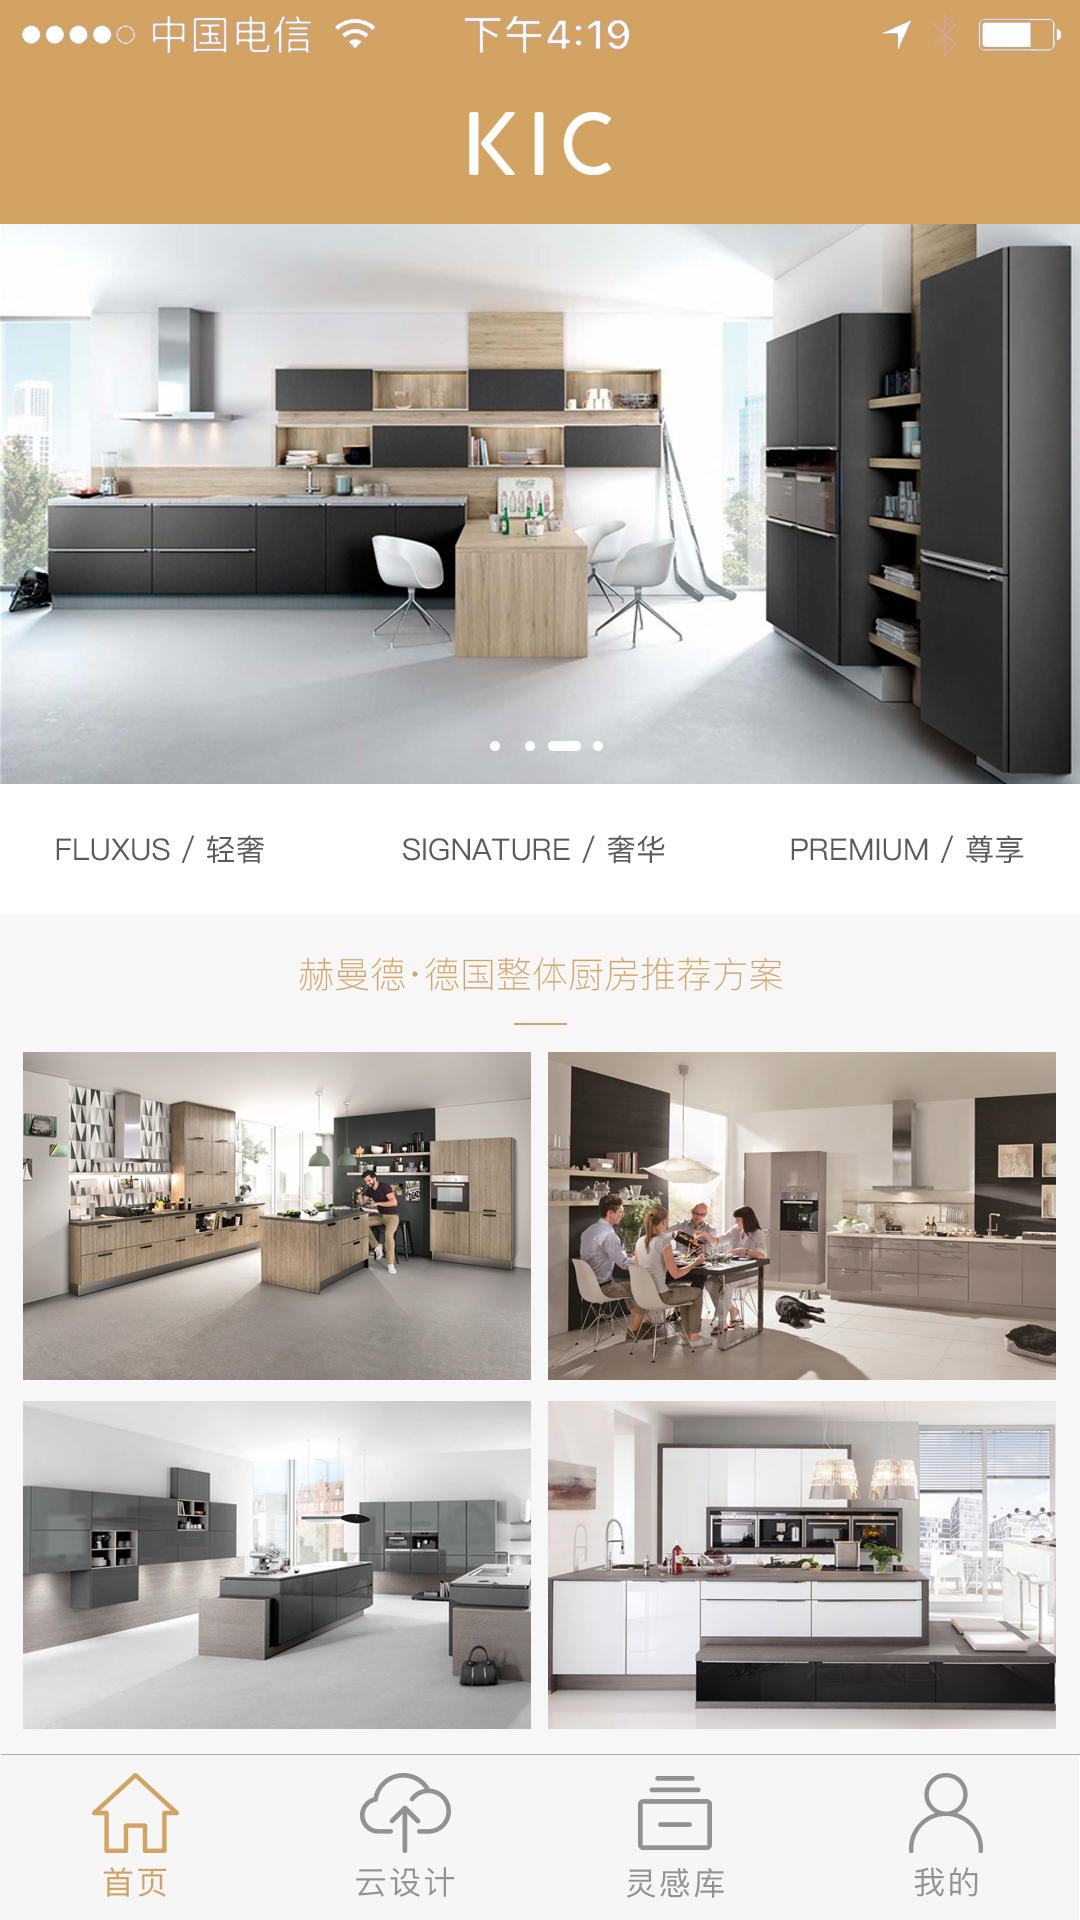 中国电信 下午4:19
KIC
FLUXUS / 轻奢 SIGNATURE / 奢华 PREMIUM / 尊享
赫曼德·德国整体厨房推荐方案
首页 云设计 灵感库 我的